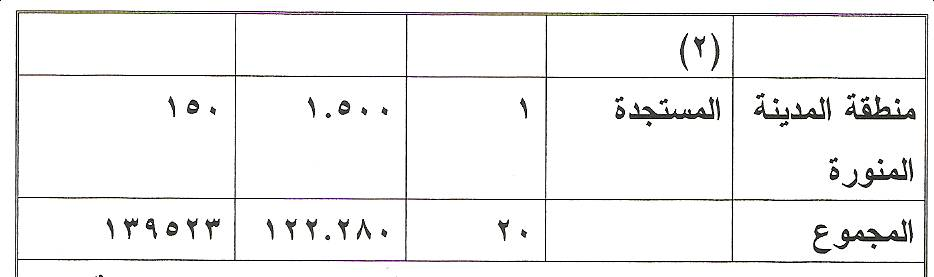 (٢)
منطقة المدينة المستجدة ١ ١.٥٠٠ ١٥٠
المنورة
المجموع ٢٠ ١٢٢.٢٨٠ ١٣٩٥٢٣